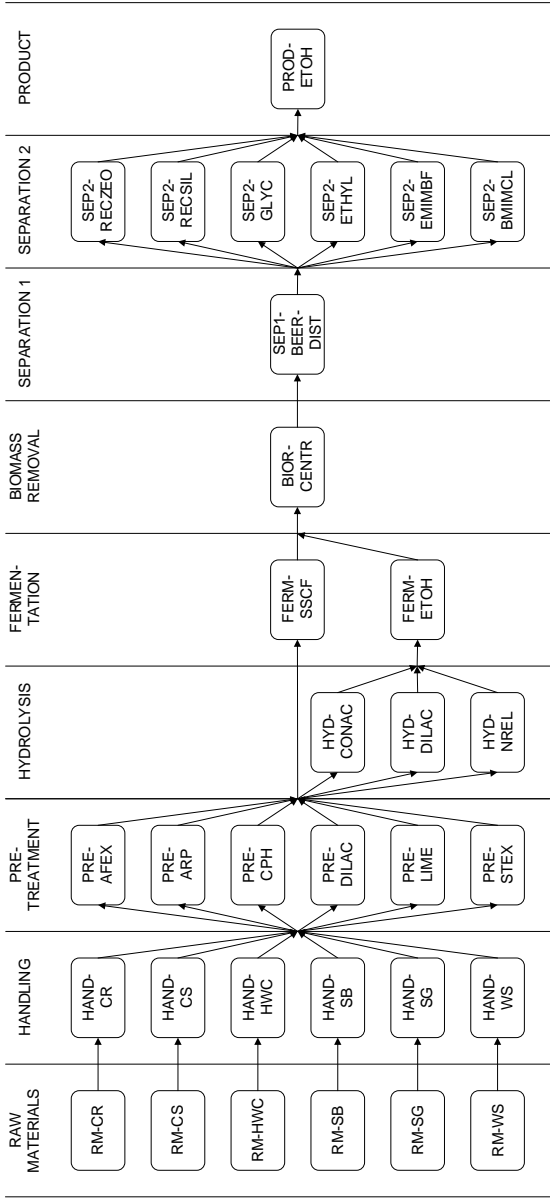 RAW
MATERIALS
HANDLING
PRE-
TREATMENT
HYDROLYSIS
FERMEN-
TATION
BIOMASS
REMOVAL
SEPARATION 1
SEPARATION 2
PRODUCT
RM-CR
RM-CS
RM-HWC
RM-SB
RM-SG
RM-WS
HAND-
CR
HAND-
CS
HAND-
HWC
HAND-
SB
HAND-
SG
HAND-
WS
PRE-
AFEX
PRE-
ARP
PRE-
CPH
PRE-
DILAC
PRE-
LIME
PRE-
STEX
HYD-
CONAC
HYD-
DILAC
HYD-
NREL
FERM-
SSCF
FERM-
ETOH
BIOR-
CENTR
SEP1-
BEER-
DIST
SEP2-
RECZEO
SEP2-
RECSIL
SEP2-
GLYC
SEP2-
ETHYL
SEP2-
EMIMBF
SEP2-
BMIMCL
PROD-
ETOH